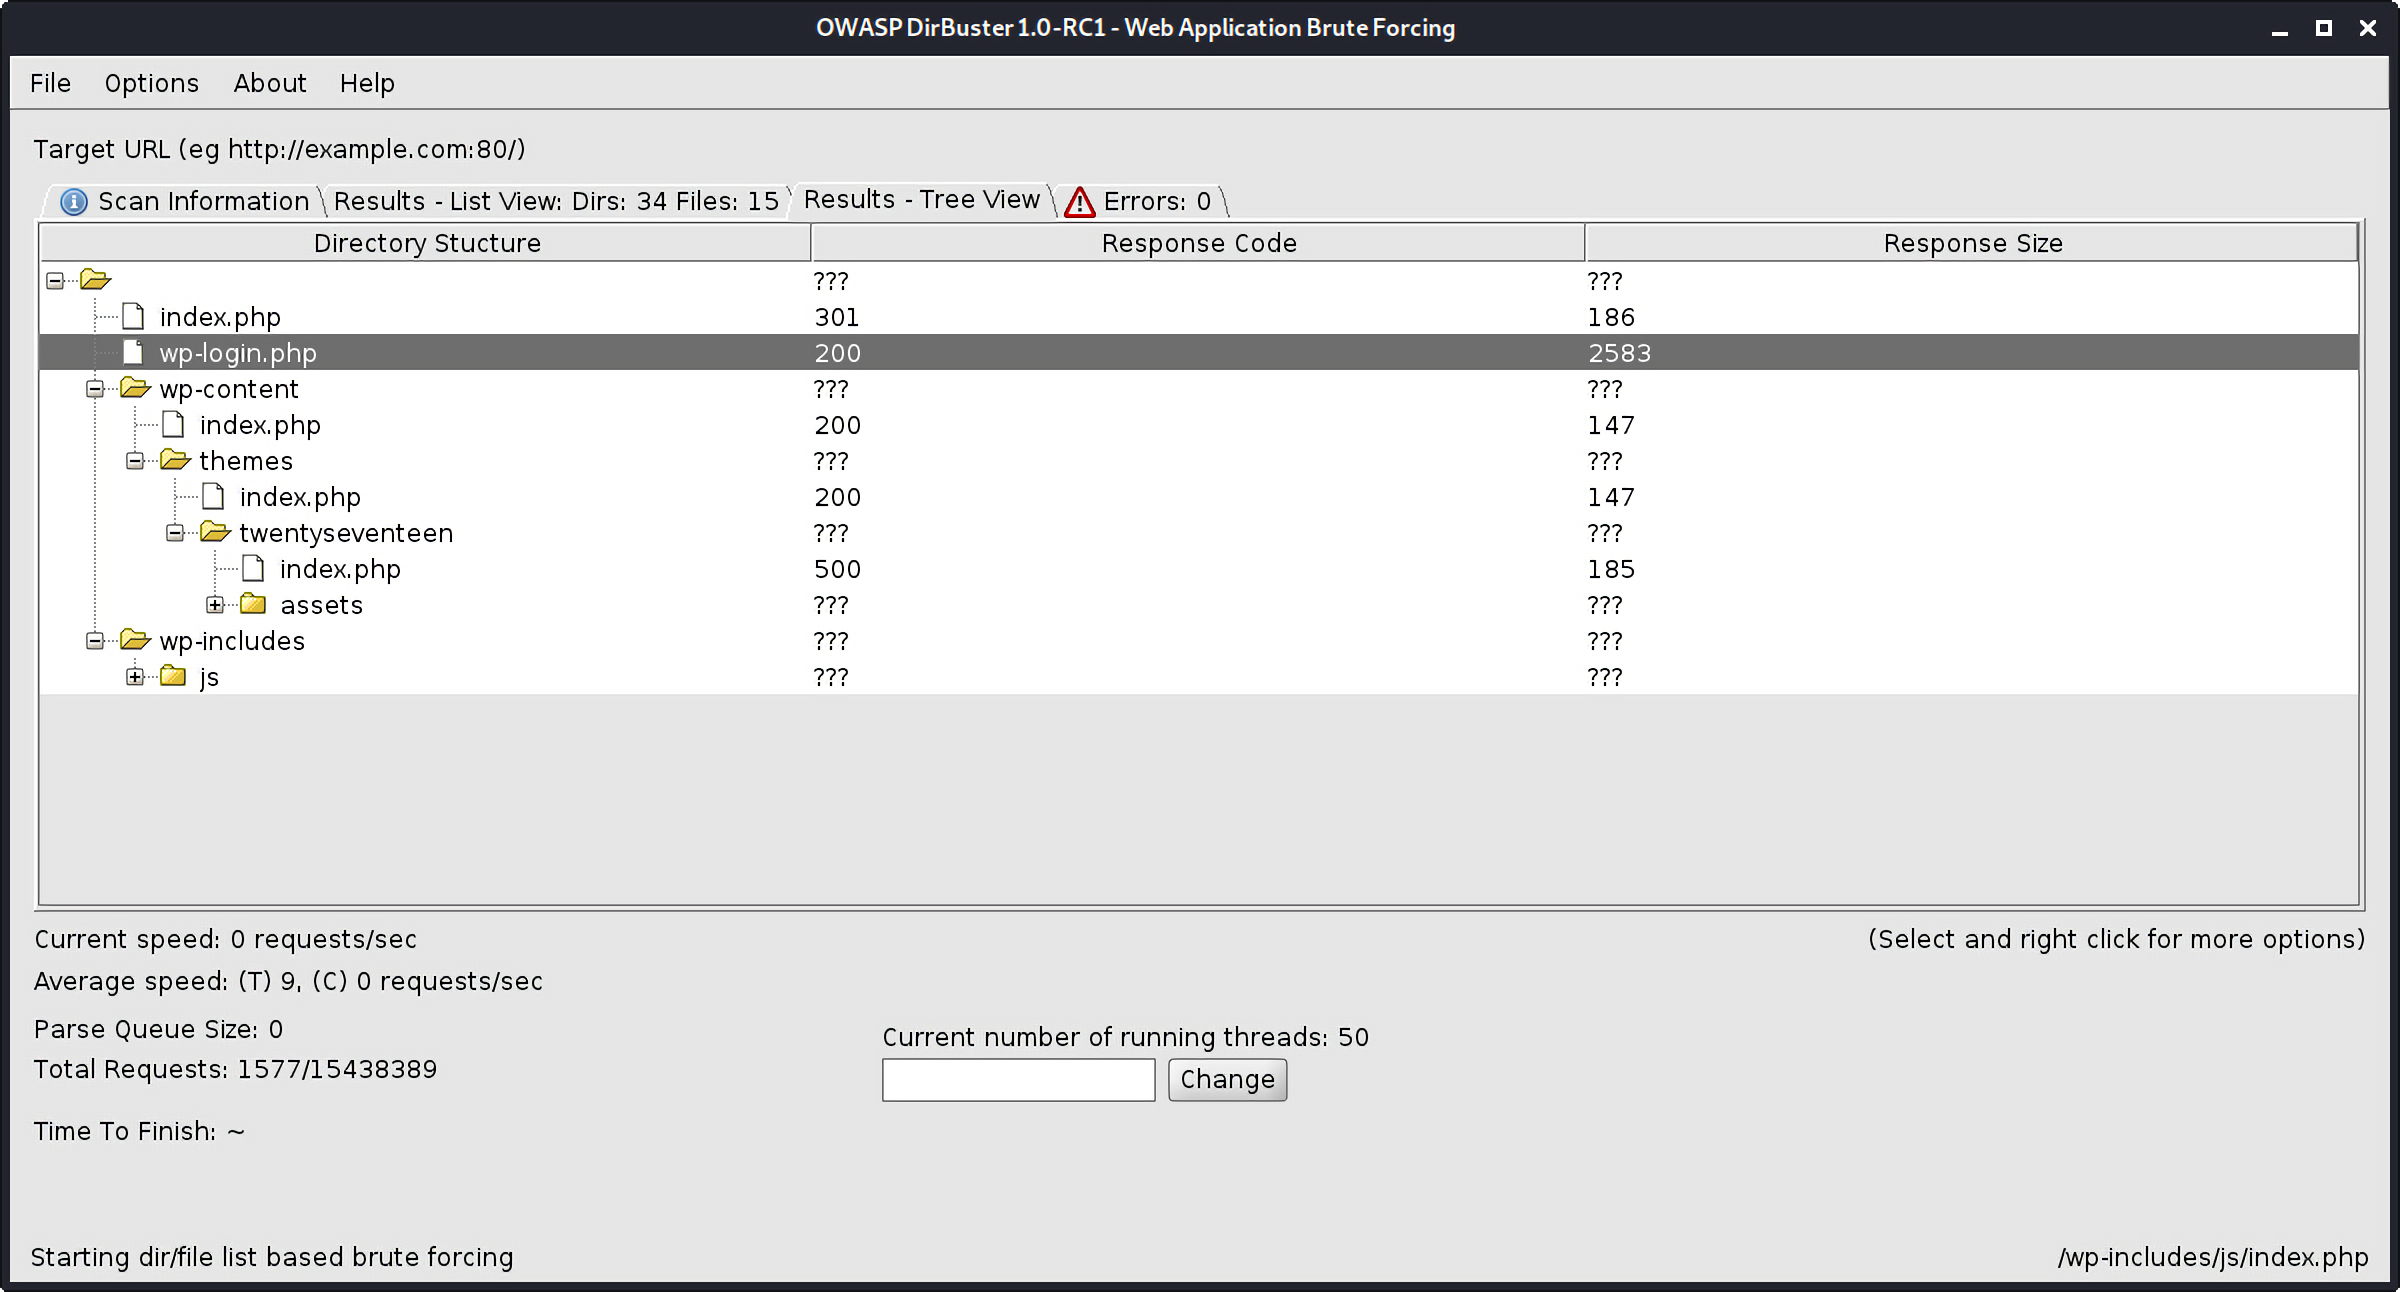 OWASP DirBuster 1.0-RC1 - Web Application Brute Forcing
File Options About Help
Target URL (eg http://example.com:80/)
Scan Information Results - List View: Dirs: 34 Files: 15 Results - Tree View Errors: 0
Directory Stucture Response Code Response Size
??? ???
index.php 301 186
wp-login.php 200 2583
wp-content ??? ???
index.php 200 147
themes ??? ???
index.php 200 147
twentyseventeen ??? ???
index.php 500 185
assets ??? ???
wp-includes ??? ???
js ??? ???
Current speed: 0 requests/sec (Select and right click for more options)
Average speed: (T) 9, (C) 0 requests/sec
Parse Queue Size: 0
Current number of running threads: 50
Total Requests: 1577/15438389
Change
Time To Finish: ~
Starting dir/file list based brute forcing /wp-includes/js/index.php